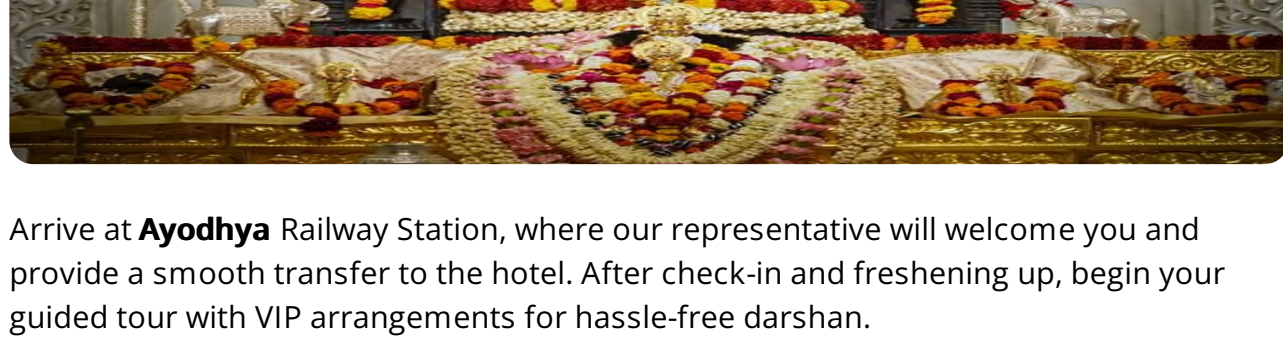 Arrive at Ayodhya Railway Station, where our representative will welcome you and
provide a smooth transfer to the hotel. After check-in and freshening up, begin your
guided tour with VIP arrangements for hassle-free darshan.